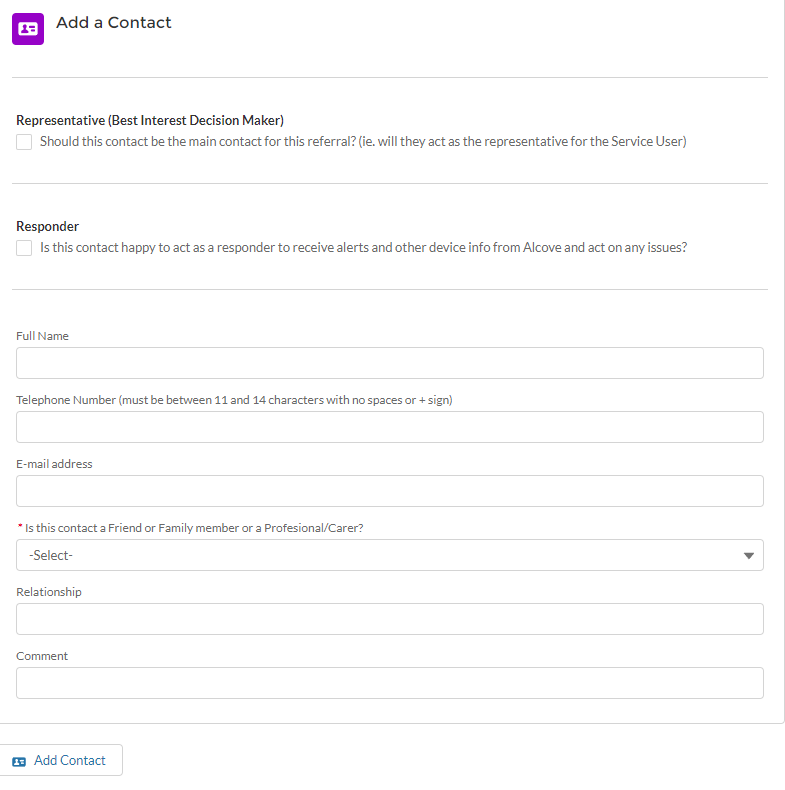 Add a Contact
Representative (Best Interest Decision Maker)
Should this contact be the main contact for this referral? (ie. will they act as the representative for the Service User)
Responder
Is this contact happy to act as a responder to receive alerts and other device info from Alcove and act on any issues?
Full Name
Telephone Number (must be between 11 and 14 characters with no spaces or + sign)
E-mail address
* Is this contact a Friend or Family member or a Profesional/Carer?
-Select-
Relationship
Comment
Add Contact